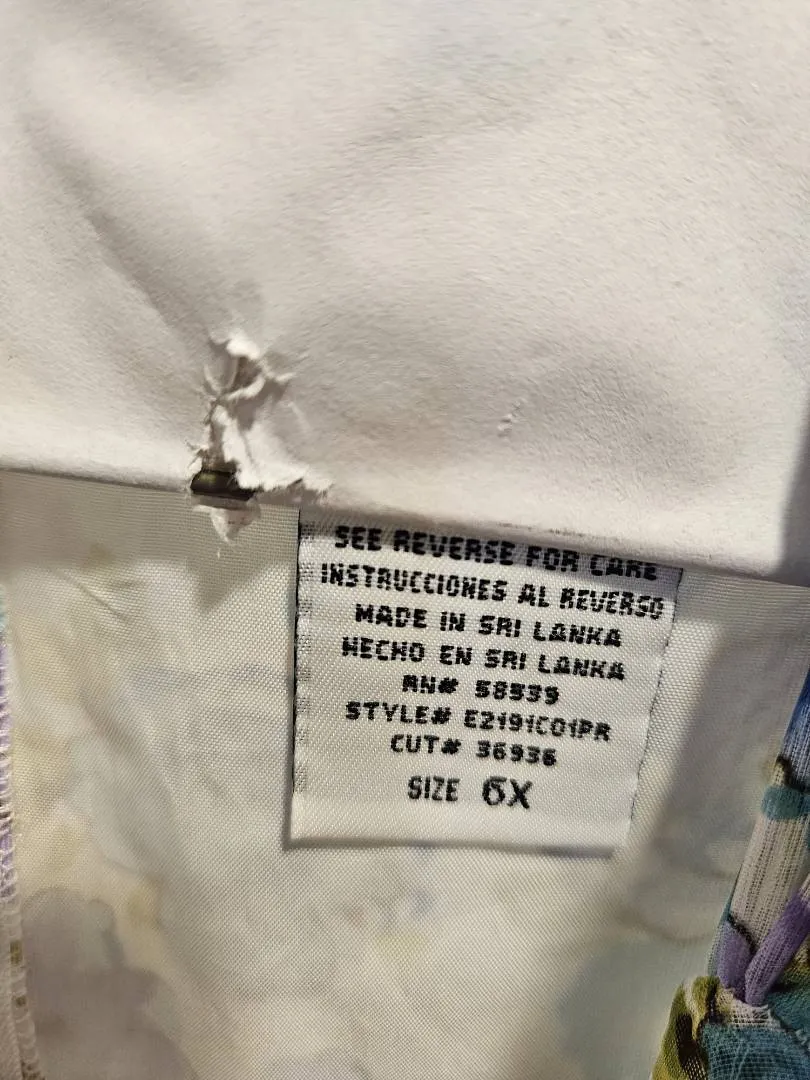 SEE REVERSE FOR CARE
INSTRUCCIONES AL REVERSO
MADE IN SRI LANKA
HECHO EN SRI LANKA
RN# 58539
STYLE# E2191C01PR
CUT# 36936
SIZE 6X